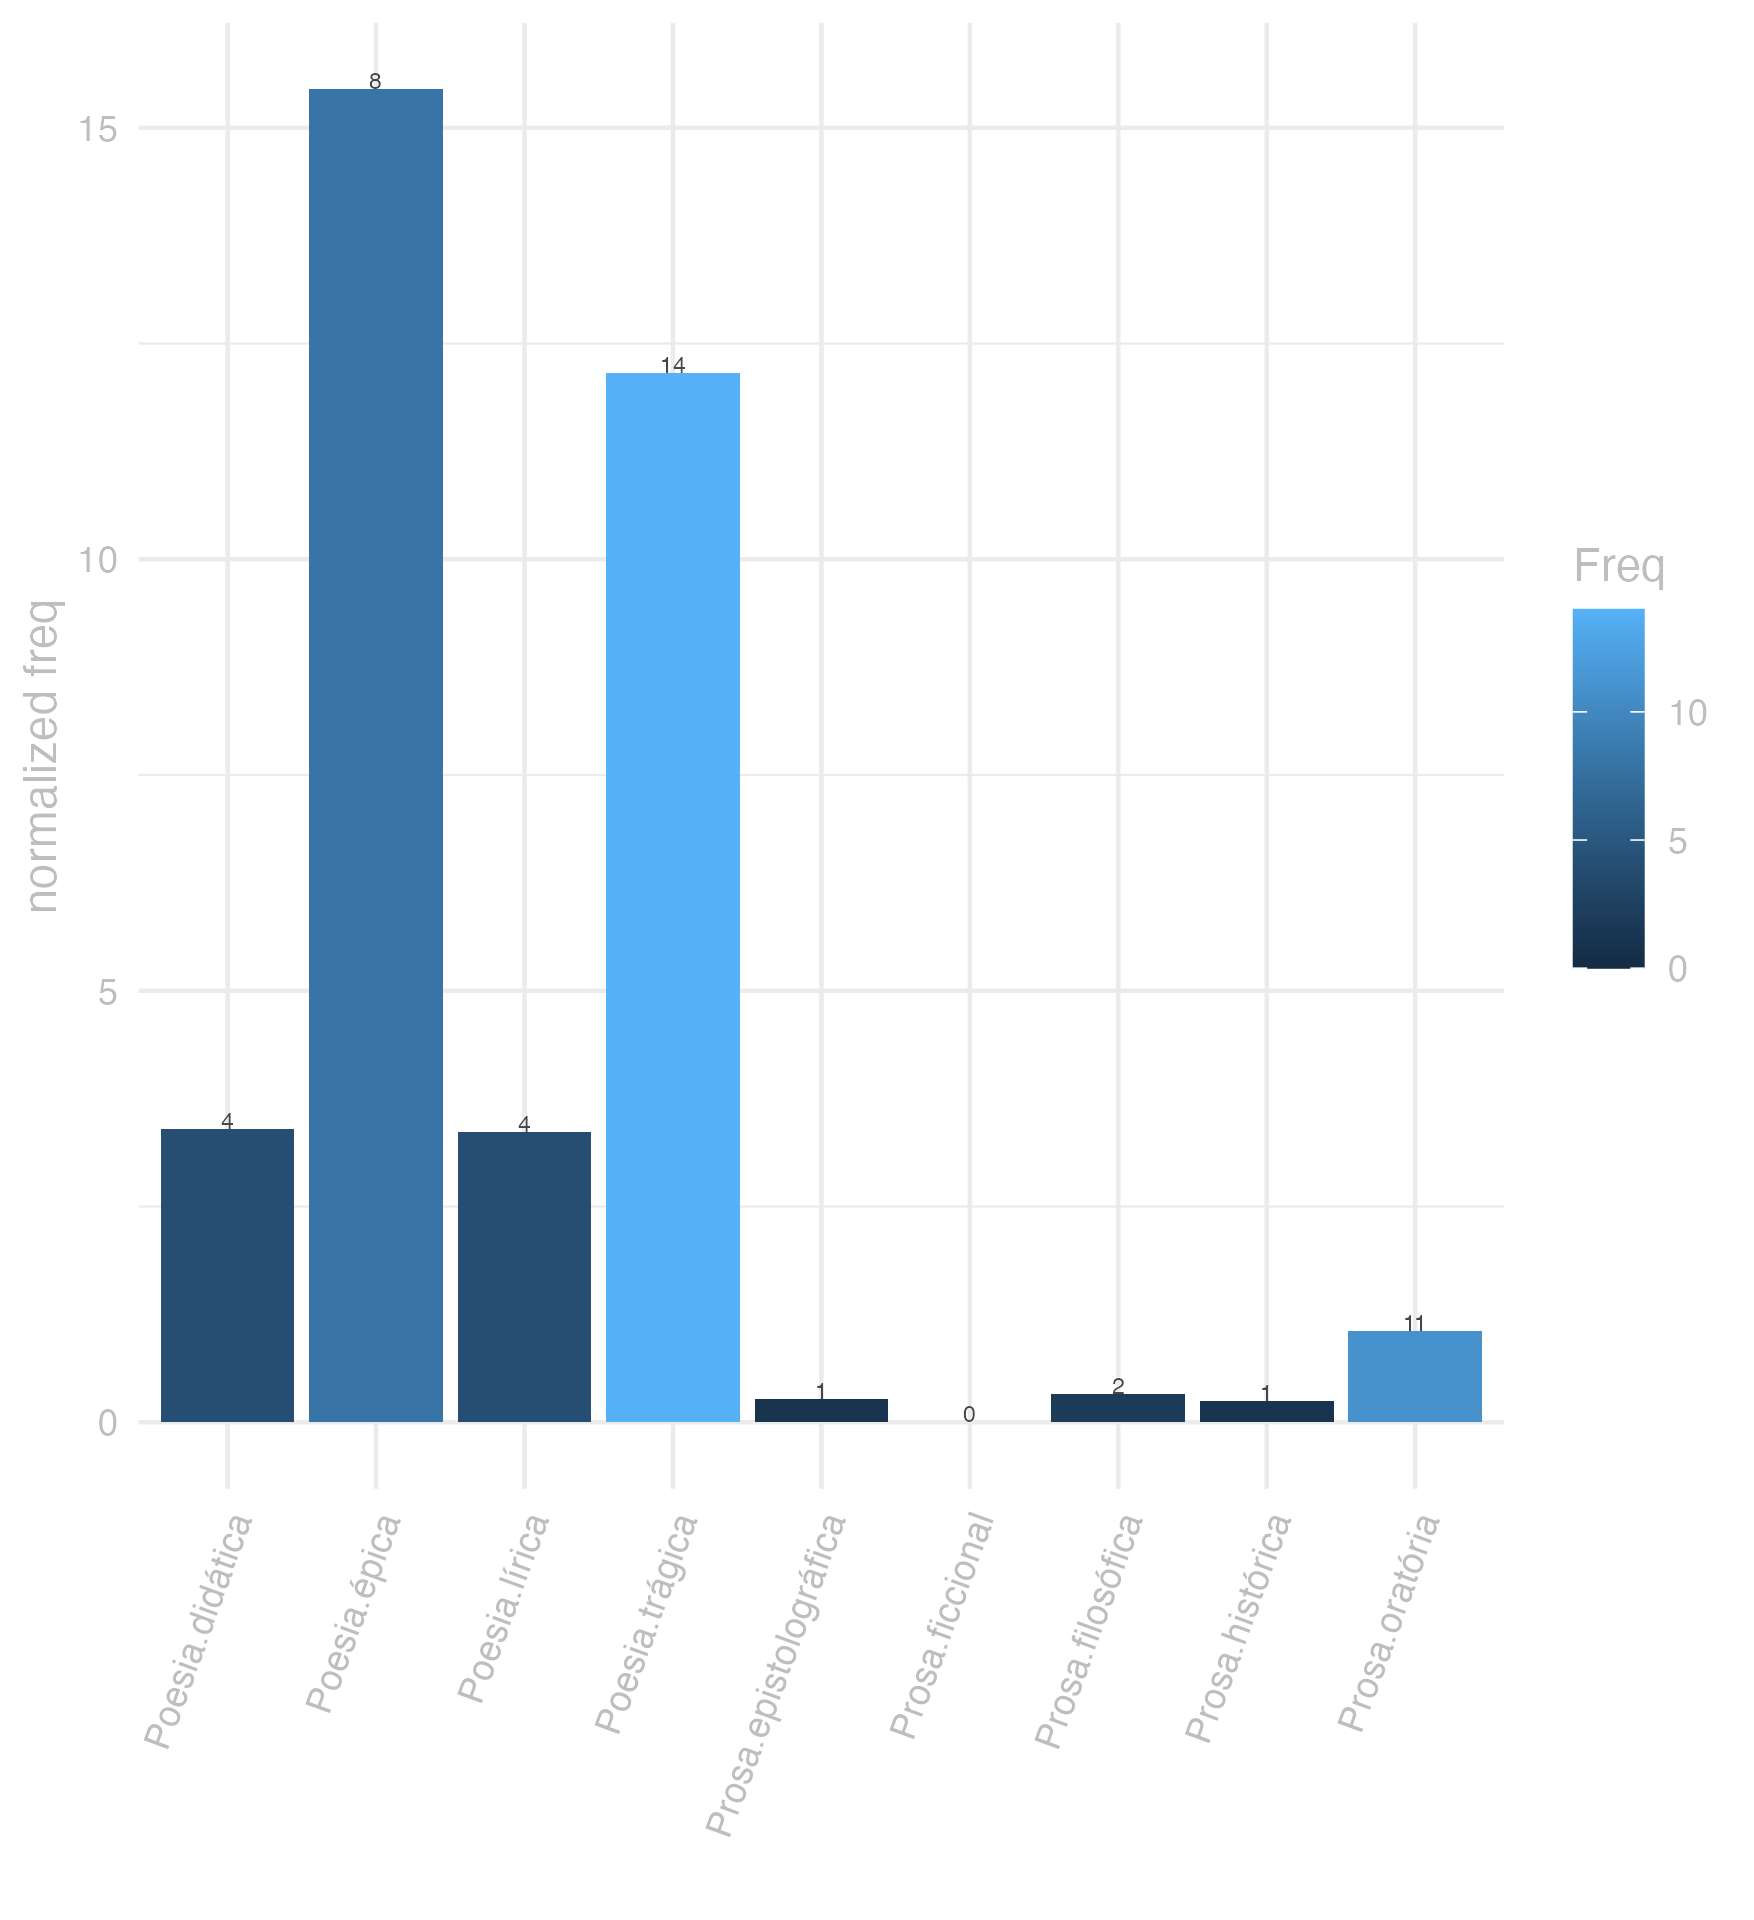 normalized freq
15
10
5
0
8
14
4
4
1
0
2
1
11
Poesia.didática
Poesia.épica
Poesia.lírica
Poesia.trágica
Prosa.epistolográfica
Prosa.ficcional
Prosa.filosófica
Prosa.histórica
Prosa.oratória
Freq
10
5
0